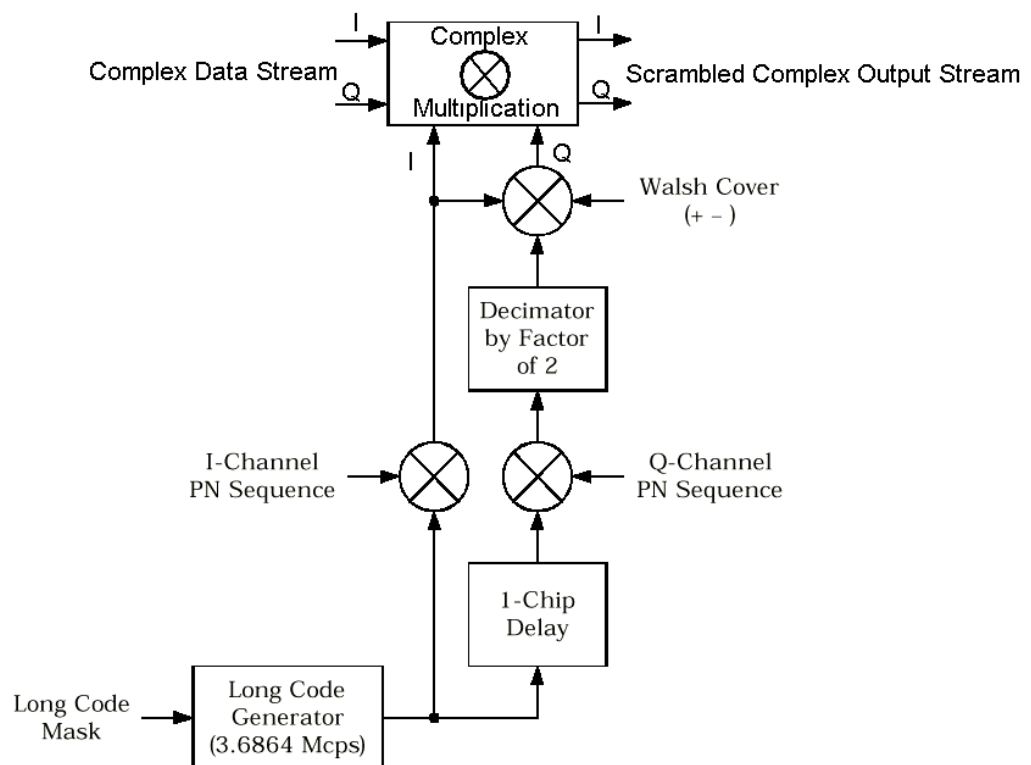 I
I
Complex
Complex Data Stream
Scrambled Complex Output Stream
Q
Q
Multiplication
I
Q
Walsh Cover
(+ – )
Decimator
by Factor
of 2
I-Channel
PN Sequence
Q-Channel
PN Sequence
1-Chip
Delay
Long Code
Mask
Long Code
Generator
(3.6864 Mcps)